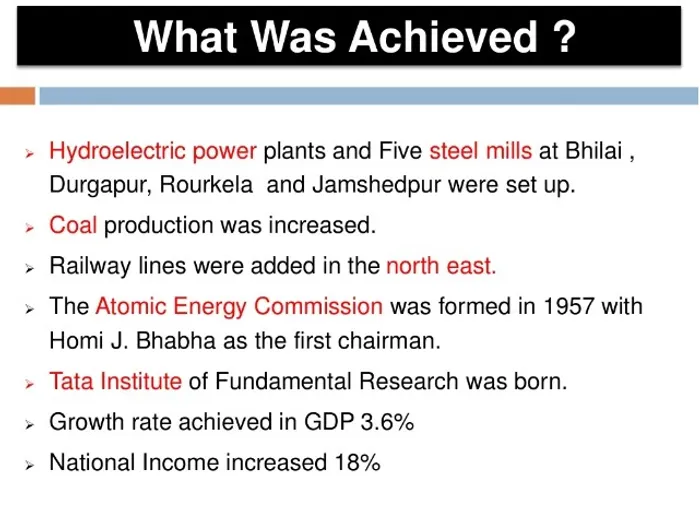 What Was Achieved ?
Hydroelectric power plants and Five steel mills at Bhilai ,
Durgapur, Rourkela and Jamshedpur were set up.
Coal production was increased.
Railway lines were added in the north east.
The Atomic Energy Commission was formed in 1957 with
Homi J. Bhabha as the first chairman.
Tata Institute of Fundamental Research was born.
Growth rate achieved in GDP 3.6%
National Income increased 18%